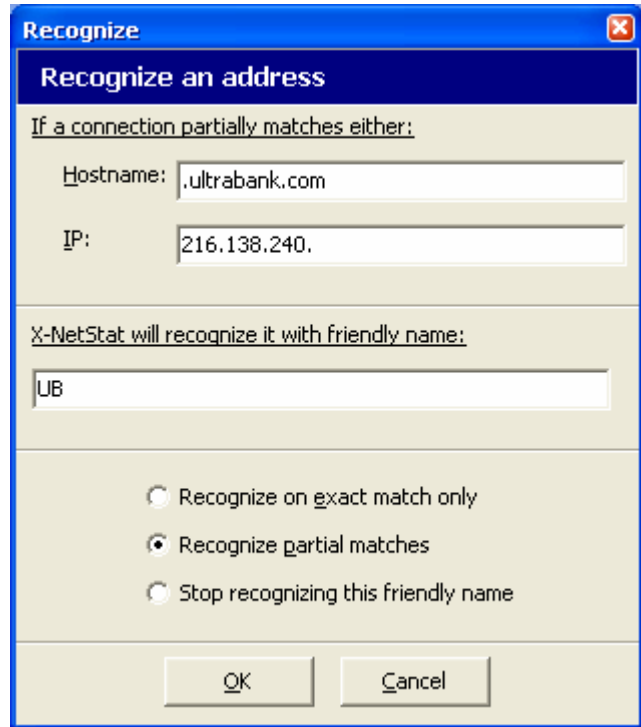 Recognize
Recognize an address
If a connection partially matches either:
Hostname: .ultrabank.com
IP: 216.138.240.
X-NetStat will recognize it with friendly name:
UB
Recognize on exact match only
Recognize partial matches
Stop recognizing this friendly name
OK Cancel